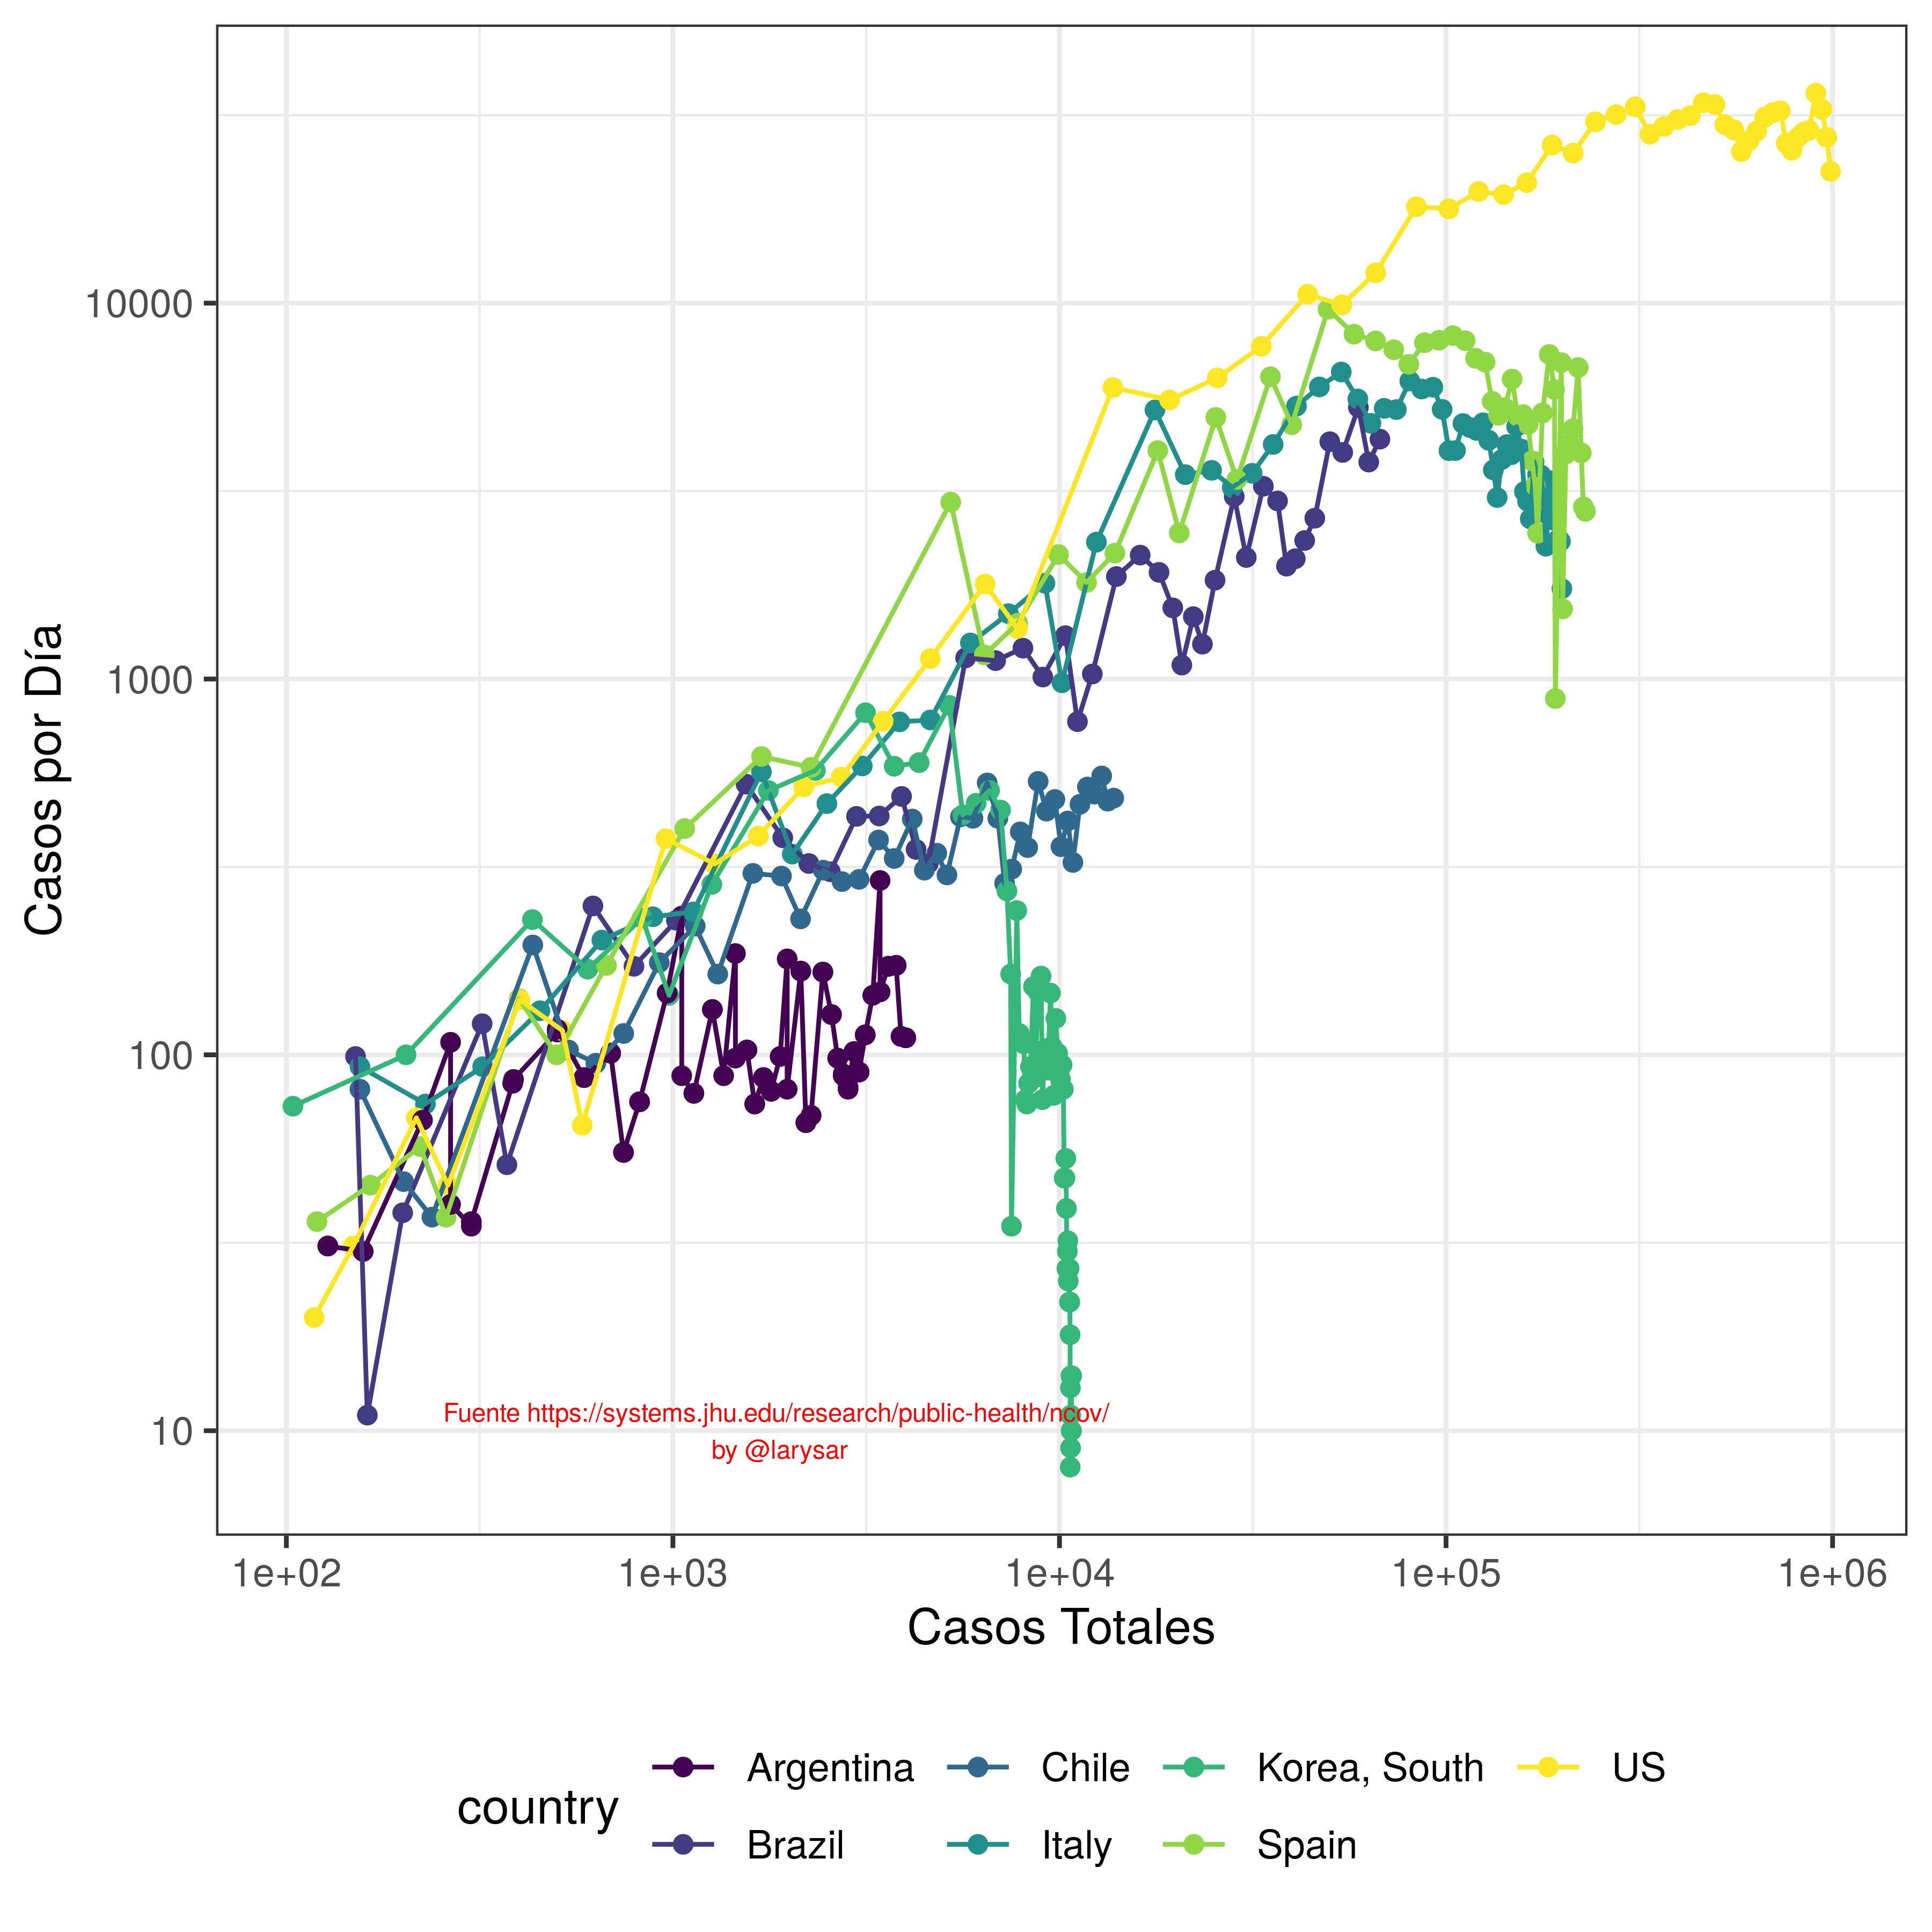 Casos por Día
10000
1000
100
10
Fuente https://systems.jhu.edu/research/public-health/ncov/
by @larysar
1e+02 1e+03 1e+04 1e+05 1e+06
Casos Totales
country
Argentina Chile Korea, South US
Brazil Italy Spain